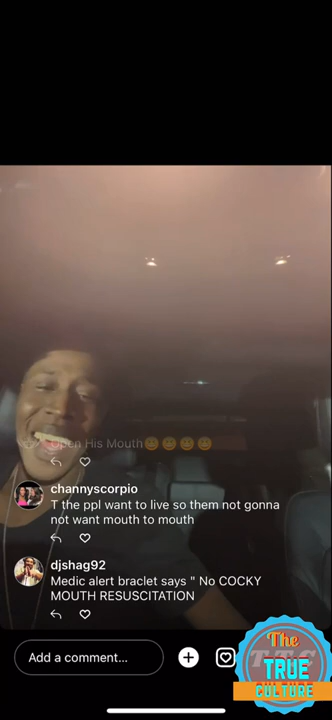 Open His Mouth😩😩😩😩
channyscorpio
T the ppl want to live so them not gonna
not want mouth to mouth
djshag92
Medic alert braclet says " No COCKY
MOUTH RESUSCITATION
Add a comment...
The
TRUE
CULTURE